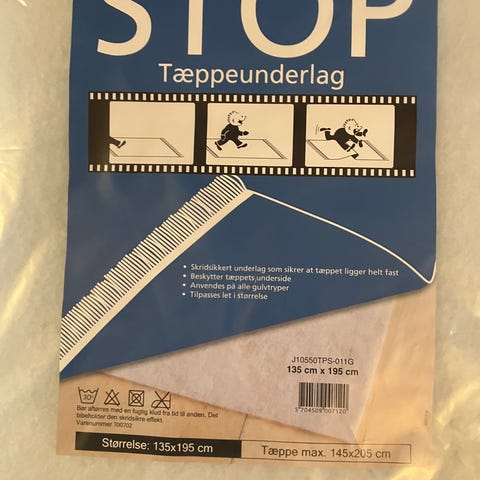 STOP
Tæppeunderlag
• Skridsikkert underlag som sikrer at tæppet ligger helt fast
• Beskytter tæppets underside
• Anvendes på alle gulvtryper
• Tilpasses let i størrelse
J10550TPS-011G
135 cm x 195 cm
5 704509 007120
30°
Bør aftørres med en fugtig klud fra tid til anden. Det
bibeholder den skridsikre effekt.
Varenummer 700702
Størrelse: 135x195 cm
Tæppe max. 145x205 cm